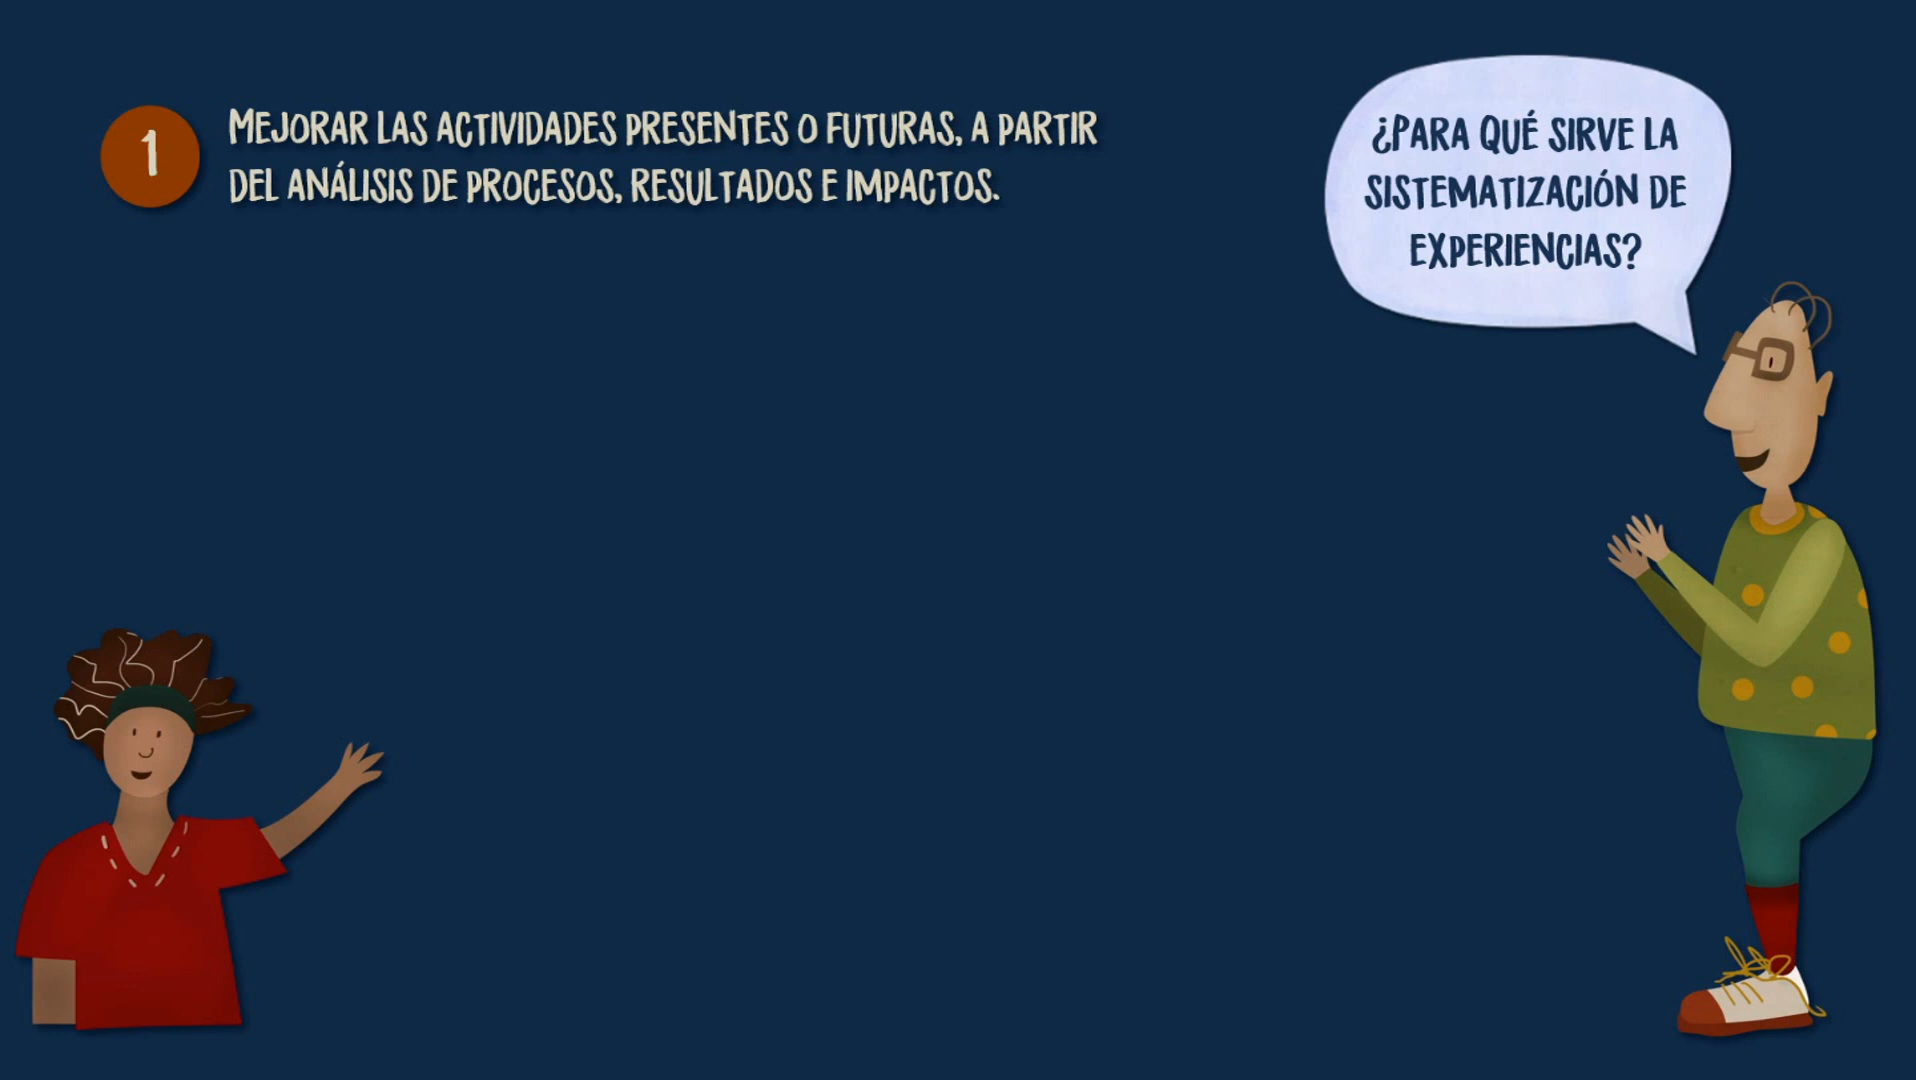 1
MEJORAR LAS ACTIVIDADES PRESENTES O FUTURAS, A PARTIR
DEL ANÁLISIS DE PROCESOS, RESULTADOS E IMPACTOS.
¿PARA QUÉ SIRVE LA
SISTEMATIZACIÓN DE
EXPERIENCIAS?